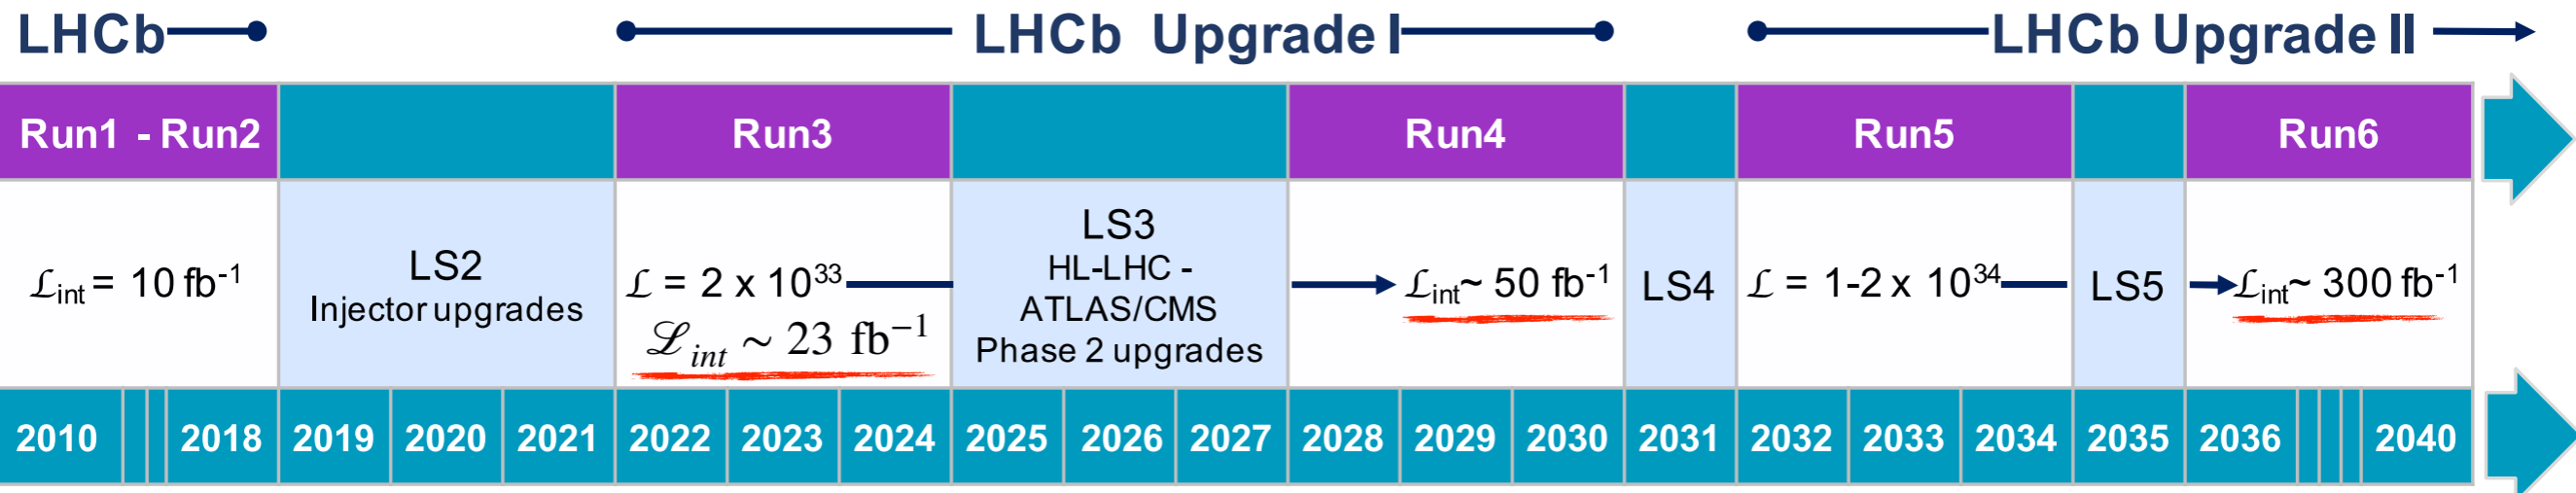 LHCb
LHCb Upgrade I
LHCb Upgrade II
Run1 - Run2
Run3
Run4
Run5
Run6
ℒint = 10 fb-1
LS2
Injector upgrades
ℒ = 2 x 10³³
ℒint ∼ 23 fb−1
LS3
HL-LHC -
ATLAS/CMS
Phase 2 upgrades
ℒint~ 50 fb-1
LS4
ℒ = 1-2 x 10³⁴
LS5
ℒint~ 300 fb-1
2010 2018 2019 2020 2021 2022 2023 2024 2025 2026 2027 2028 2029 2030 2031 2032 2033 2034 2035 2036 2040